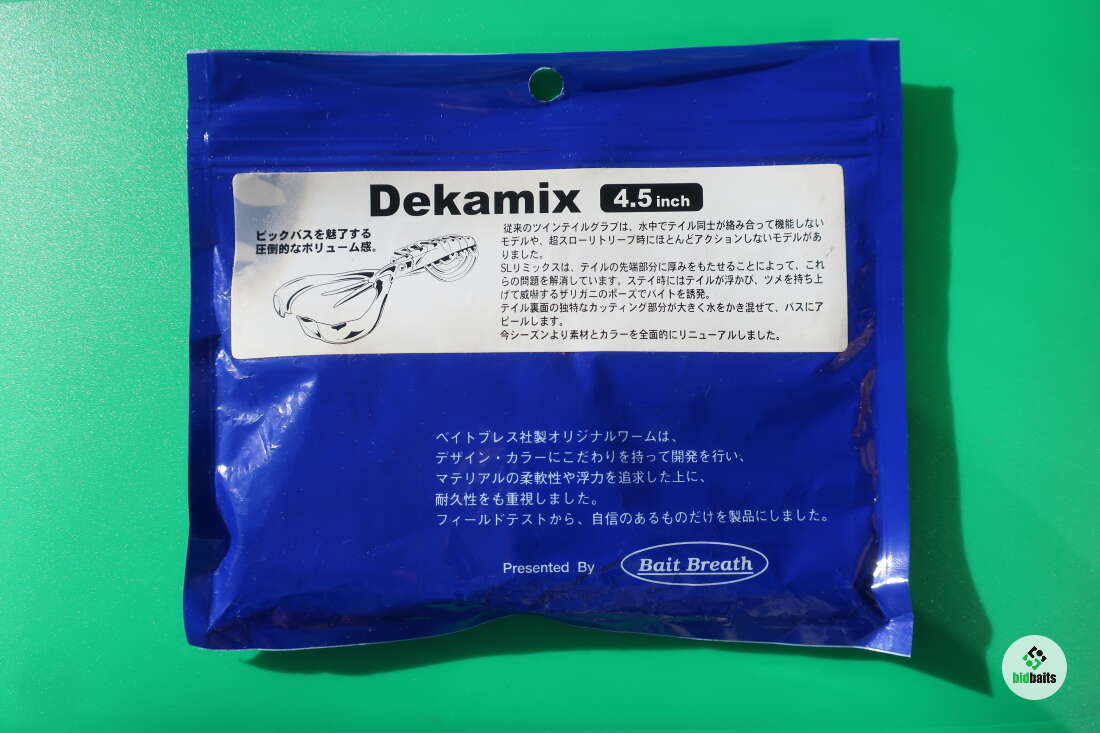 Dekamix 4.5 inch
ビックバスを魅了する
圧倒的なボリューム感。
従来のツインテイルグラブは、水中でテイル同士が絡み合って機能しない
モデルや、超スローリトリーブ時にほとんどアクションしないモデルがあ
りました。
SLリミックスは、テイルの先端部分に厚みをもたせることによって、これ
らの問題を解消しています。ステイ時にはテイルが浮かび、ツメを持ち上
げて威嚇するザリガニのポーズでバイトを誘発。
テイル裏面の独特なカッティング部分が大きく水をかき混ぜて、バスにア
ピールします。
今シーズンより素材とカラーを全面的にリニューアルしました。
ベイトブレス社製オリジナルワームは、
デザイン・カラーにこだわりを持って開発を行い、
マテリアルの柔軟性や浮力を追求した上に、
耐久性をも重視しました。
フィールドテストから、自信のあるものだけを製品にしました。
Presented By Bait Breath
bidbaits